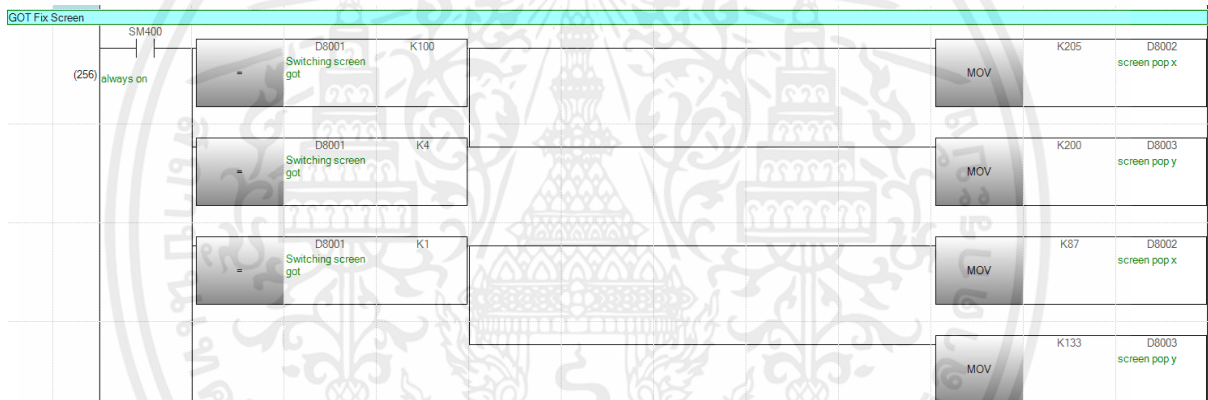 GOT Fix Screen
SM400
(256) always on
= D8001 K100
Switching screen
got
MOV K205 D8002
screen pop x
= D8001 K4
Switching screen
got
MOV K200 D8003
screen pop y
= D8001 K1
Switching screen
got
MOV K87 D8002
screen pop x
MOV K133 D8003
screen pop y